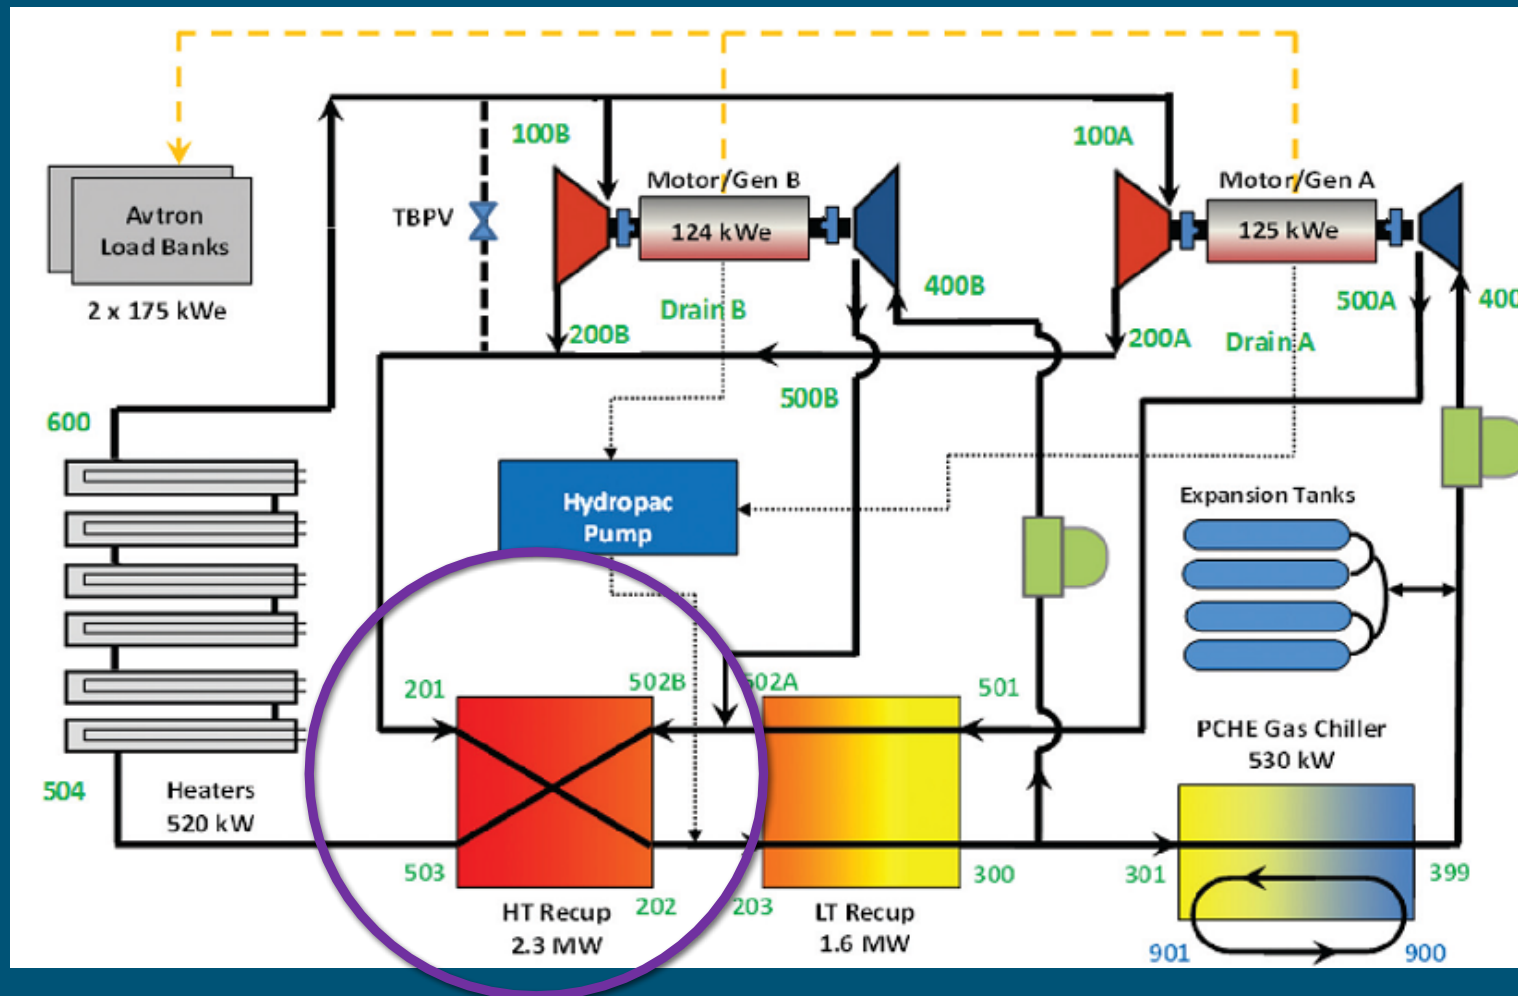 100B
100A
Motor/Gen B
Motor/Gen A
Avtron
Load Banks
TBPV
124 kWe
125 kWe
2 x 175 kWe
Drain B
400B
500A
400
200B
200A
Drain A
500B
600
Hydropac
Pump
Expansion Tanks
201
502B
502A
501
PCHE Gas Chiller
530 kW
504
Heaters
520 kW
503
202
203
300
301
399
HT Recup
2.3 MW
LT Recup
1.6 MW
901
900